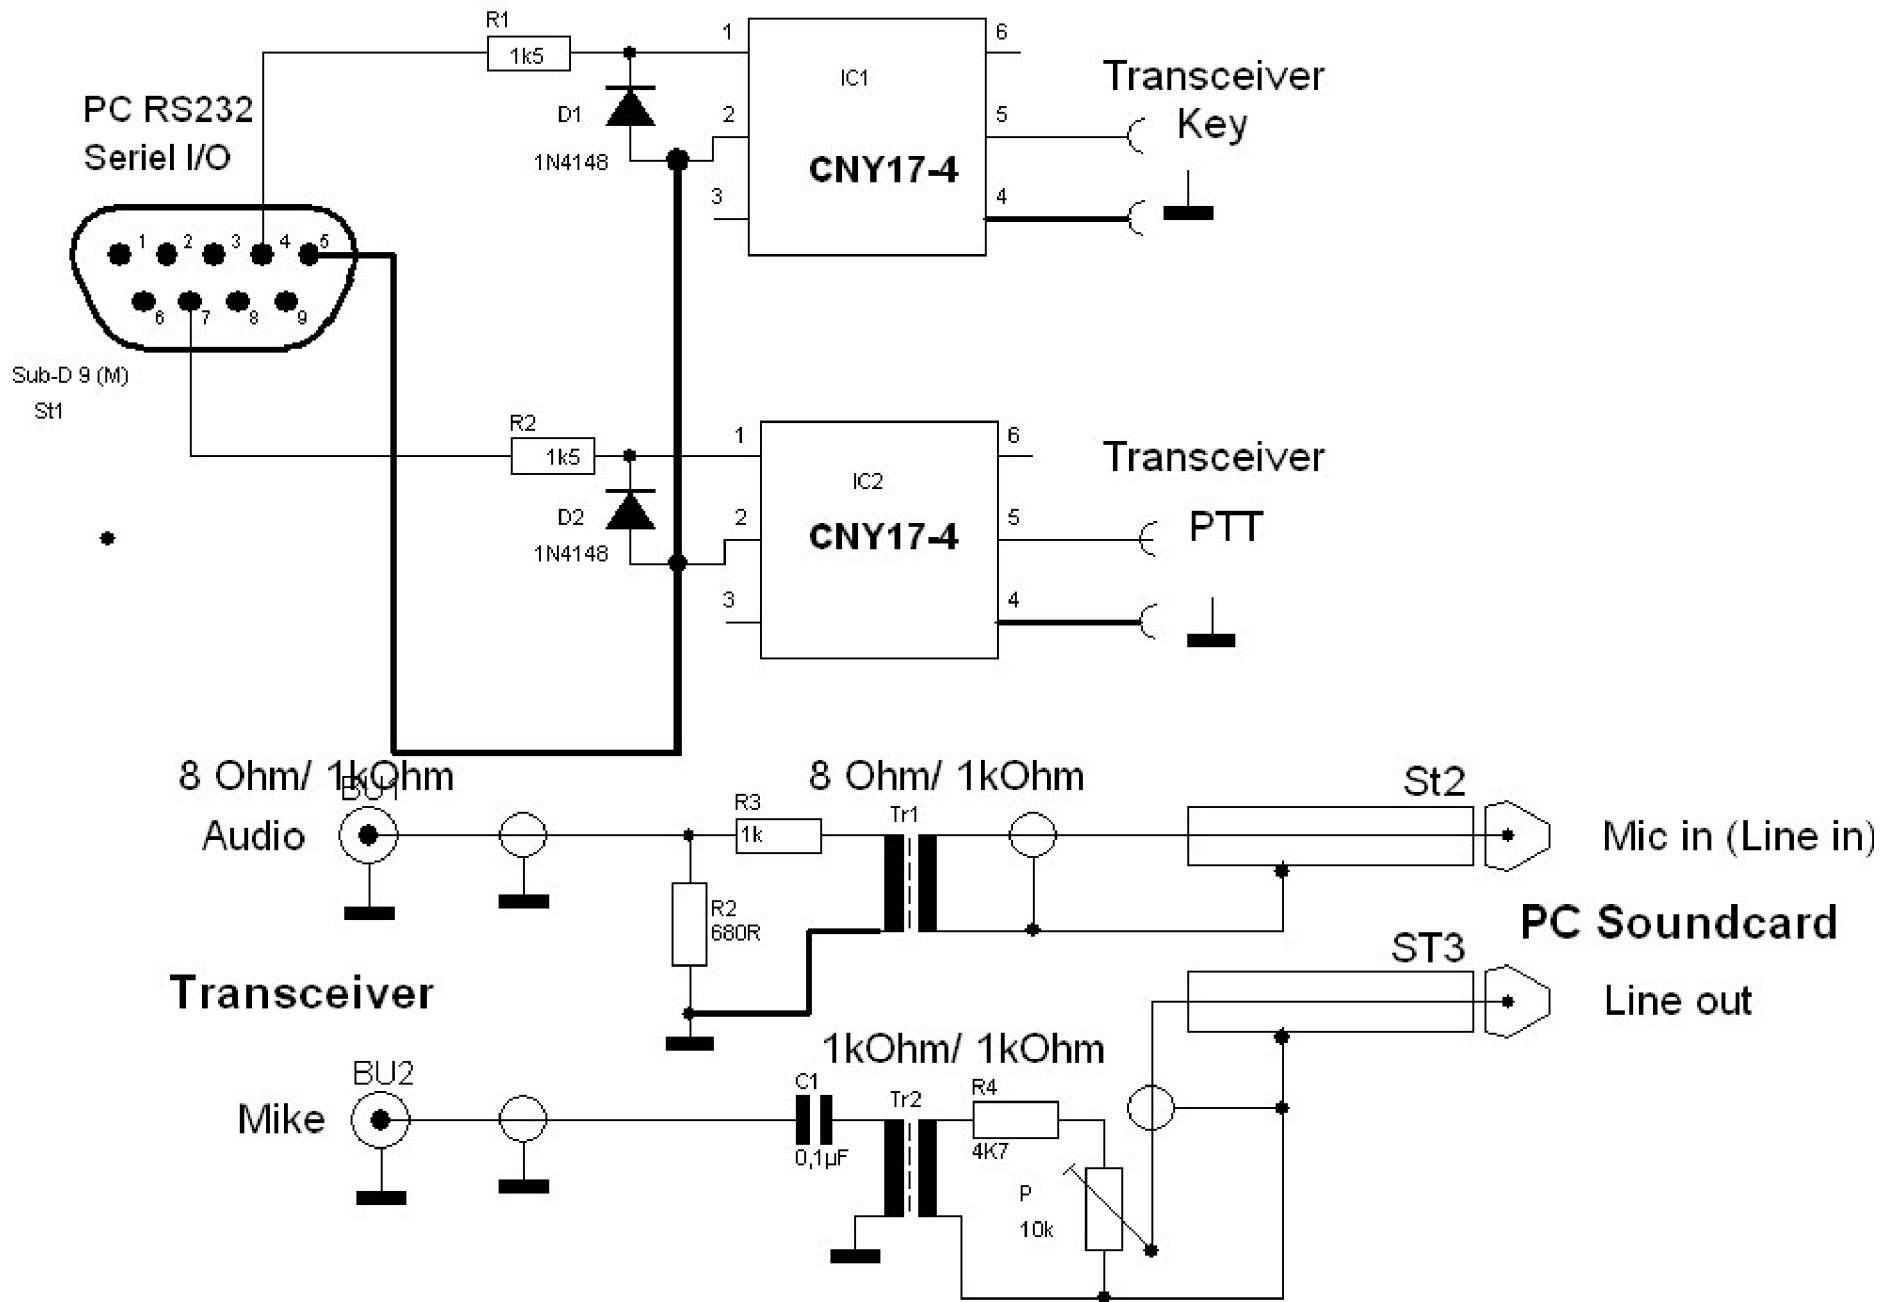 R1
1k5
1
6
IC1
Transceiver
Key
PC RS232
Seriel I/O
D1
1N4148
2
5
CNY17-4
3
4
1 2 3 4 5
6 7 8 9
Sub-D 9 (M)
St1
R2
1k5
1
6
IC2
Transceiver
PTT
D2
1N4148
2
5
CNY17-4
3
4
8 Ohm/ 1kOhm
BU1
Audio
R3
1k
8 Ohm/ 1kOhm
Tr1
St2
Mic in (Line in)
R2
680R
PC Soundcard
ST3
Line out
Transceiver
1kOhm/ 1kOhm
BU2
Mike
C1
0,1µF
Tr2
R4
4K7
P
10k